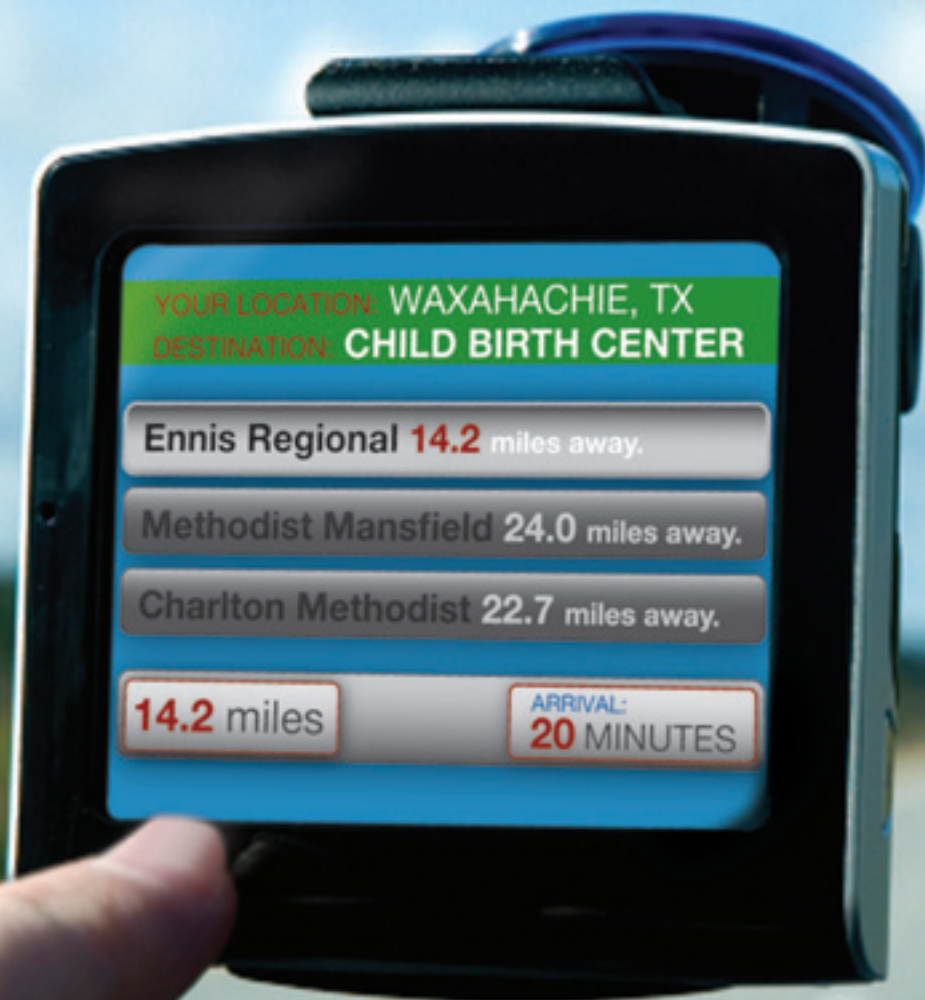 YOUR LOCATION: WAXAHACHIE, TX
DESTINATION: CHILD BIRTH CENTER
Ennis Regional 14.2 miles away.
Methodist Mansfield 24.0 miles away.
Charlton Methodist 22.7 miles away.
14.2 miles
ARRIVAL:
20 MINUTES